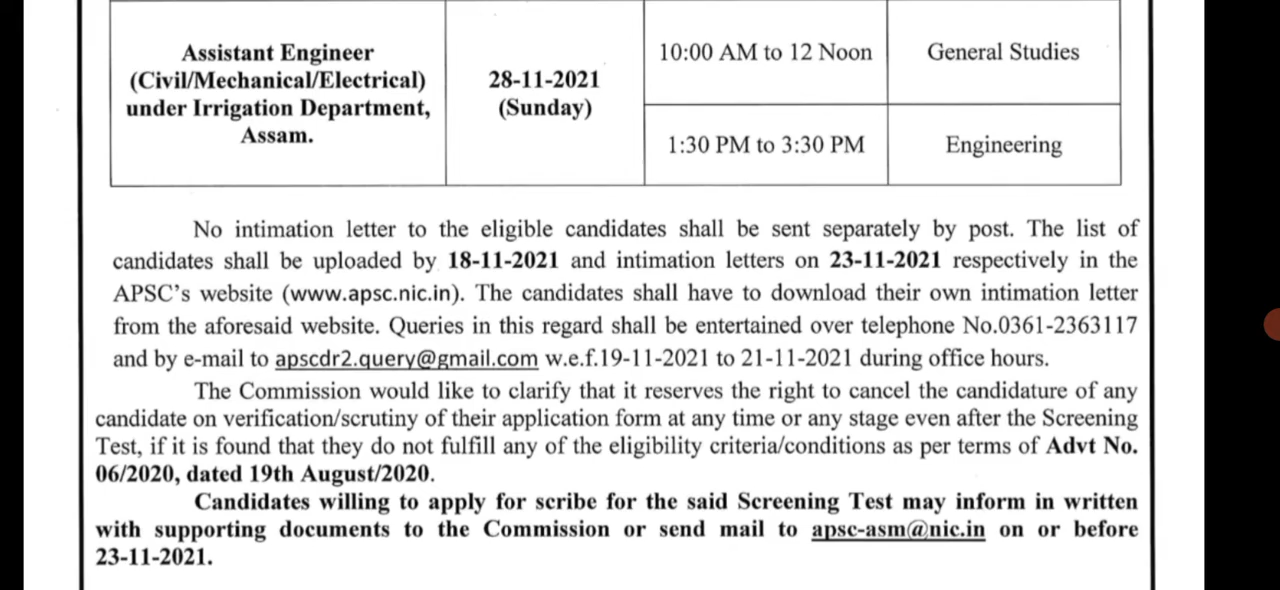 Assistant Engineer
(Civil/Mechanical/Electrical)
under Irrigation Department,
Assam.
28-11-2021
(Sunday)
10:00 AM to 12 Noon
General Studies
1:30 PM to 3:30 PM
Engineering
No intimation letter to the eligible candidates shall be sent separately by post. The list of
candidates shall be uploaded by 18-11-2021 and intimation letters on 23-11-2021 respectively in the
APSC’s website (www.apsc.nic.in). The candidates shall have to download their own intimation letter
from the aforesaid website. Queries in this regard shall be entertained over telephone No.0361-2363117
and by e-mail to apscdr2.query@gmail.com w.e.f.19-11-2021 to 21-11-2021 during office hours.
The Commission would like to clarify that it reserves the right to cancel the candidature of any
candidate on verification/scrutiny of their application form at any time or any stage even after the Screening
Test, if it is found that they do not fulfill any of the eligibility criteria/conditions as per terms of Advt No.
06/2020, dated 19th August/2020.
Candidates willing to apply for scribe for the said Screening Test may inform in written
with supporting documents to the Commission or send mail to apsc-asm@nic.in on or before
23-11-2021.